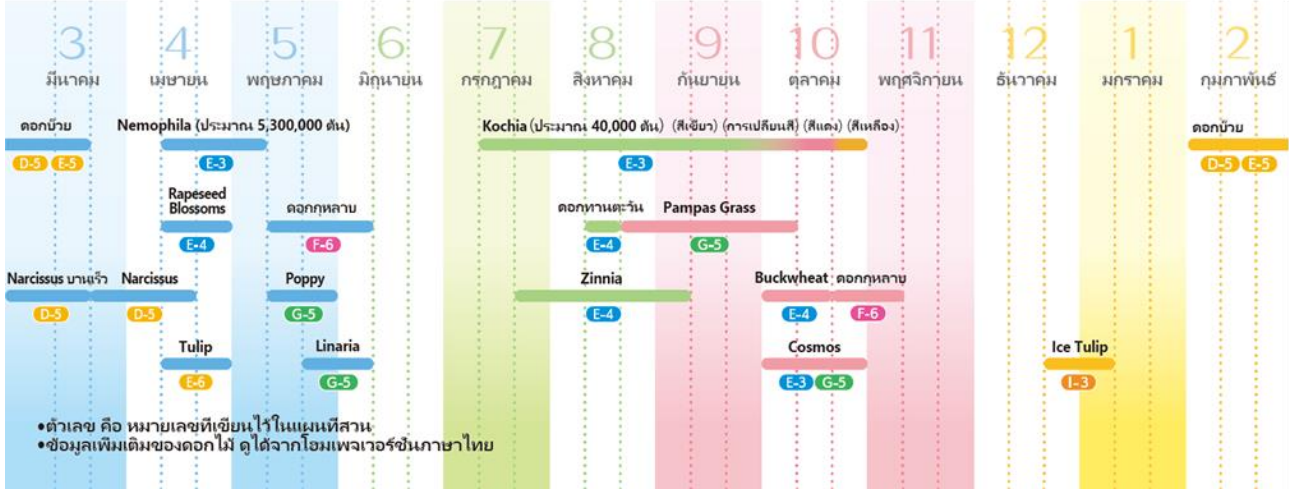 3 4 5 6 7 8 9 10 11 12 1 2
มีนาคม เมษายน พฤษภาคม มิถุนายน กรกฎาคม สิงหาคม กันยายน ตุลาคม พฤศจิกายน ธันวาคม มกราคม กุมภาพันธ์
ดอกบ๊วย Nemophila (ประมาณ 5,300,000 ต้น) Kochia (ประมาณ 40,000 ต้น) (สีเขียว) (การเปลี่ยนสี) (สีแดง) (สีเหลือง) ดอกบ๊วย
D-5 E-5 E-3 E-3 D-5 E-5
Rapeseed
Blossoms ดอกกุหลาบ ดอกทานตะวัน Pampas Grass
E-4 F-6 E-4 G-5
Narcissus บานเร็ว Narcissus Poppy Zinnia Buckwheat ดอกกุหลาบ
D-5 D-5 G-5 E-4 E-4 F-6
Tulip Linaria Cosmos Ice Tulip
E-6 G-5 E-3 G-5 I-3
•ตัวเลข คือ หมายเลขที่เขียนไว้ในแผนที่สวน
•ข้อมูลเพิ่มเติมของดอกไม้ ดูได้จากโฮมเพจเวอร์ชั่นภาษาไทย